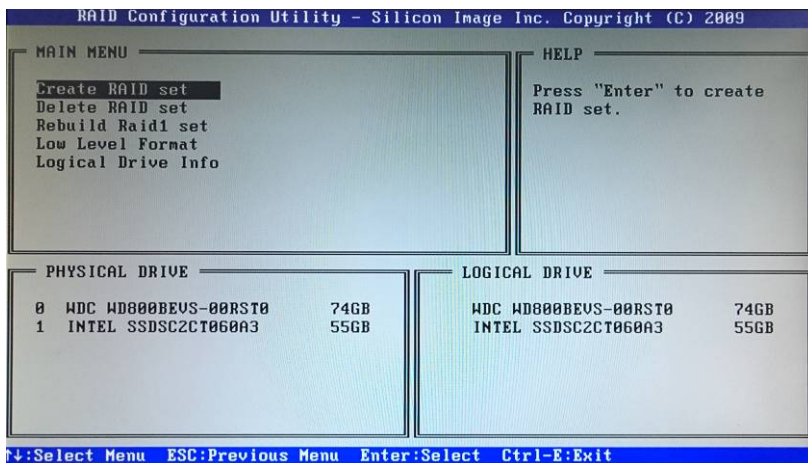 RAID Configuration Utility - Silicon Image Inc. Copyright (C) 2009
MAIN MENU
Create RAID set
Delete RAID set
Rebuild Raid1 set
Low Level Format
Logical Drive Info
HELP
Press "Enter" to create
RAID set.
PHYSICAL DRIVE
0 WDC WD800BEVS-00RST0 74GB
1 INTEL SSDSC2CT060A3 55GB
LOGICAL DRIVE
WDC WD800BEVS-00RST0 74GB
INTEL SSDSC2CT060A3 55GB
↑↓:Select Menu ESC:Previous Menu Enter:Select Ctrl-E:Exit